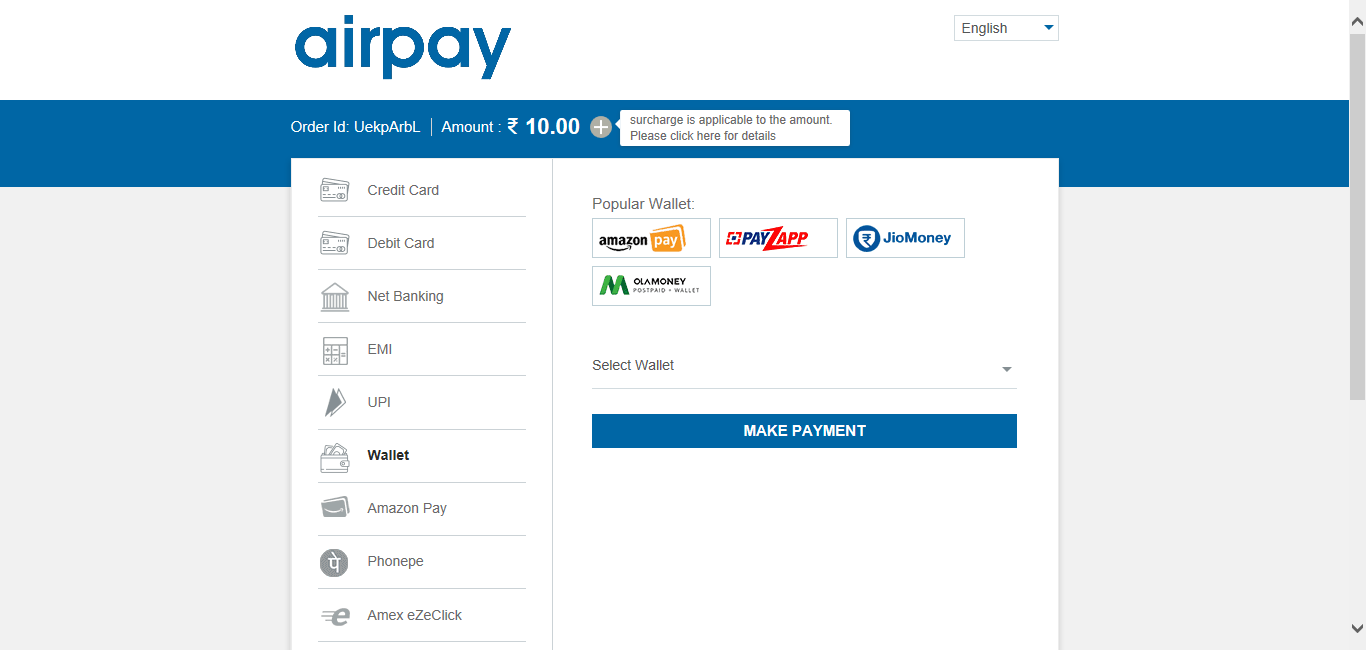 airpay
English
Order Id: UekpArbL
Amount : ₹ 10.00
surcharge is applicable to the amount.
Please click here for details
Credit Card
Debit Card
Net Banking
EMI
UPI
Wallet
Amazon Pay
पे
Phonepe
e
Amex eZeClick
Popular Wallet:
amazon pay
PAYZAPP
₹ JioMoney
OLAMONEY
POSTPAID + WALLET
Select Wallet
MAKE PAYMENT